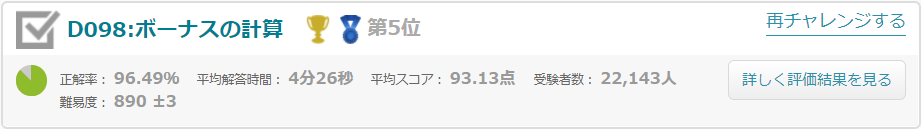 D098:ボーナスの計算 第5位 再チャレンジする
正解率： 96.49% 平均解答時間： 4分26秒 平均スコア： 93.13点 受験者数： 22,143人 詳しく評価結果を見る
難易度： 890 ±3